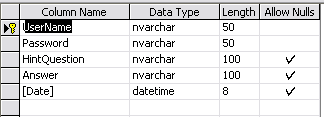 Column Name Data Type Length Allow Nulls
UserName nvarchar 50
Password nvarchar 50
HintQuestion nvarchar 100
Answer nvarchar 100
[Date] datetime 8